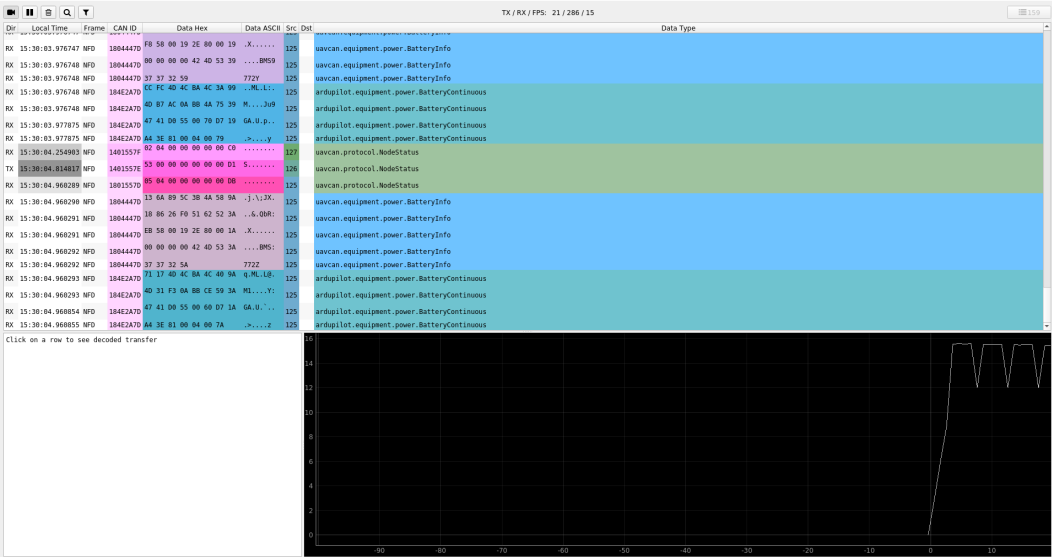 TX / RX / FPS: 21 / 286 / 15
159
Dir Local Time Frame CAN ID Data Hex Data ASCII Src Dst Data Type
RX 15:30:03.976747 NFD 1804447D F0 58 00 19 2E 80 00 19 .X...... 125 uavcan.equipment.power.BatteryInfo
RX 15:30:03.976748 NFD 1804447D 00 00 00 00 42 4D 53 39 ....BMS9 125 uavcan.equipment.power.BatteryInfo
RX 15:30:03.976748 NFD 1804447D 37 37 32 59 772Y 125 uavcan.equipment.power.BatteryInfo
RX 15:30:03.976748 NFD 184E2A7D CC FC 4D 4C BA 4C 3A 99 ..ML.L:. 125 ardupilot.equipment.power.BatteryContinuous
RX 15:30:03.976748 NFD 184E2A7D 4D B7 AC 0A BB 4A 75 39 M....Ju9 125 ardupilot.equipment.power.BatteryContinuous
RX 15:30:03.977875 NFD 184E2A7D 47 41 D0 55 00 70 D7 19 GA.U.p.. 125 ardupilot.equipment.power.BatteryContinuous
RX 15:30:03.977875 NFD 184E2A7D A4 3E 81 00 04 00 79 .>....y 125 ardupilot.equipment.power.BatteryContinuous
RX 15:30:04.254983 NFD 1401557F 02 04 00 00 00 00 00 C0 ........ 127 uavcan.protocol.NodeStatus
TX 15:30:04.814817 NFD 1401557E 53 00 00 00 00 00 00 D1 S....... 126 uavcan.protocol.NodeStatus
RX 15:30:04.960289 NFD 1801557D 05 04 00 00 00 00 00 DB ........ 125 uavcan.protocol.NodeStatus
RX 15:30:04.960290 NFD 1804447D 13 6A 89 5C 3B 4A 58 9A .j.\;JX. 125 uavcan.equipment.power.BatteryInfo
RX 15:30:04.960291 NFD 1804447D 18 86 26 F0 51 62 52 3A ..&.QbR: 125 uavcan.equipment.power.BatteryInfo
RX 15:30:04.960291 NFD 1804447D EB 58 00 19 2E 80 00 1A .X...... 125 uavcan.equipment.power.BatteryInfo
RX 15:30:04.960292 NFD 1804447D 00 00 00 00 42 4D 53 3A ....BMS: 125 uavcan.equipment.power.BatteryInfo
RX 15:30:04.960292 NFD 1804447D 37 37 32 5A 772Z 125 uavcan.equipment.power.BatteryInfo
RX 15:30:04.960293 NFD 184E2A7D 71 17 4D 4C BA 4C 40 9A q.ML.L@. 125 ardupilot.equipment.power.BatteryContinuous
RX 15:30:04.960293 NFD 184E2A7D 4D 31 F3 0A BB CE 59 3A M1....Y: 125 ardupilot.equipment.power.BatteryContinuous
RX 15:30:04.960854 NFD 184E2A7D 47 41 D0 55 00 60 D7 1A GA.U.`.. 125 ardupilot.equipment.power.BatteryContinuous
RX 15:30:04.960855 NFD 184E2A7D A4 3E 81 00 04 00 7A .>....z 125 ardupilot.equipment.power.BatteryContinuous
Click on a row to see decoded transfer
16
14
12
10
8
6
4
2
0
-90 -80 -70 -60 -50 -40 -30 -20 -10 0 10